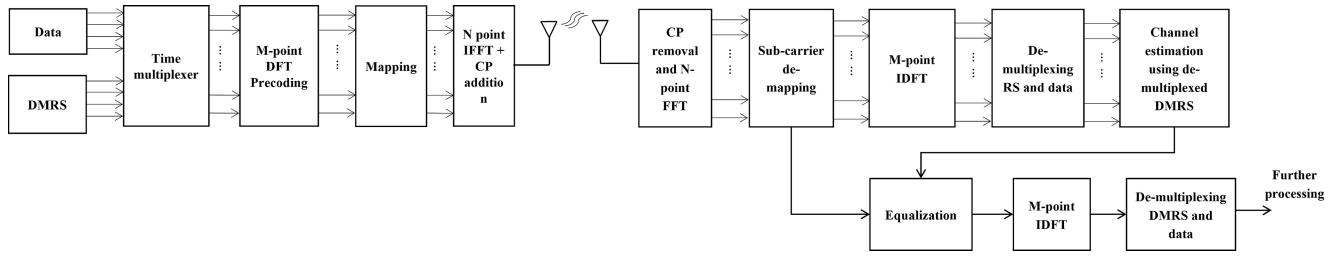 Data
DMRS
Time
multiplexer
M-point
DFT
Precoding
Mapping
N point
IFFT +
CP
additio
n
CP
removal
and N-
point
FFT
Sub-carrier
de-
mapping
M-point
IDFT
De-
multiplexing
RS and data
Channel
estimation
using de-
multiplexed
DMRS
Equalization
M-point
IDFT
De-multiplexing
DMRS and
data
Further
processing